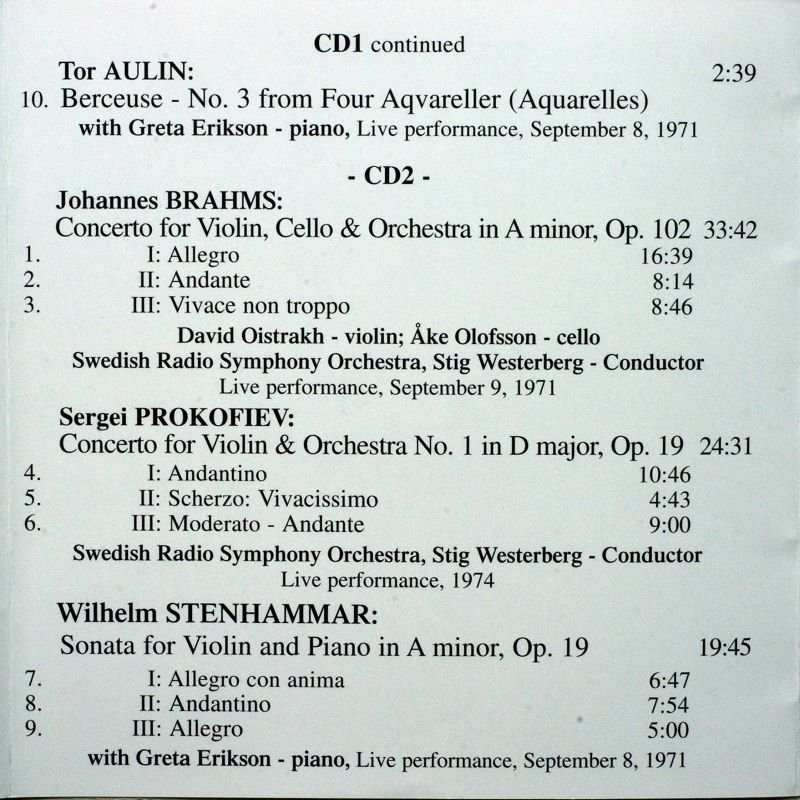 CD1 continued
Tor AULIN: 2:39
10. Berceuse - No. 3 from Four Aqvareller (Aquarelles)
with Greta Erikson - piano, Live performance, September 8, 1971
- CD2 -
Johannes BRAHMS:
Concerto for Violin, Cello & Orchestra in A minor, Op. 102 33:42
1. I: Allegro 16:39
2. II: Andante 8:14
3. III: Vivace non troppo 8:46
David Oistrakh - violin; Åke Olofsson - cello
Swedish Radio Symphony Orchestra, Stig Westerberg - Conductor
Live performance, September 9, 1971
Sergei PROKOFIEV:
Concerto for Violin & Orchestra No. 1 in D major, Op. 19 24:31
4. I: Andantino 10:46
5. II: Scherzo: Vivacissimo 4:43
6. III: Moderato - Andante 9:00
Swedish Radio Symphony Orchestra, Stig Westerberg - Conductor
Live performance, 1974
Wilhelm STENHAMMAR:
Sonata for Violin and Piano in A minor, Op. 19 19:45
7. I: Allegro con anima 6:47
8. II: Andantino 7:54
9. III: Allegro 5:00
with Greta Erikson - piano, Live performance, September 8, 1971